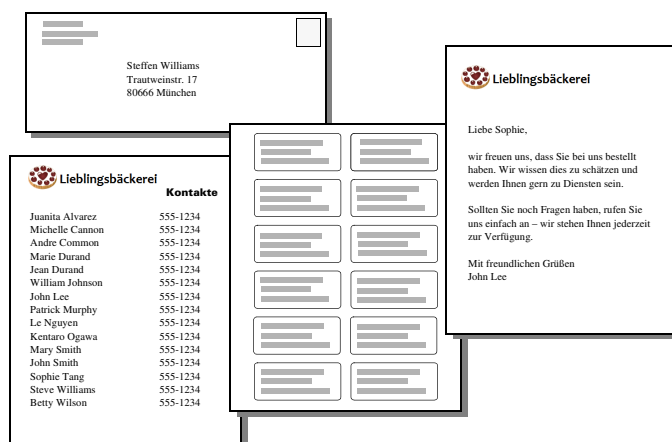 Steffen Williams
Trautweinstr. 17
80666 München
Lieblingsbäckerei
Kontakte
Juanita Alvarez 555-1234
Michelle Cannon 555-1234
Andre Common 555-1234
Marie Durand 555-1234
Jean Durand 555-1234
William Johnson 555-1234
John Lee 555-1234
Patrick Murphy 555-1234
Le Nguyen 555-1234
Kentaro Ogawa 555-1234
Mary Smith 555-1234
John Smith 555-1234
Sophie Tang 555-1234
Steve Williams 555-1234
Betty Wilson 555-1234
Lieblingsbäckerei
Liebe Sophie,
wir freuen uns, dass Sie bei uns bestellt
haben. Wir wissen dies zu schätzen und
werden Ihnen gern zu Diensten sein.
Sollten Sie noch Fragen haben, rufen Sie
uns einfach an – wir stehen Ihnen jederzeit
zur Verfügung.
Mit freundlichen Grüßen
John Lee